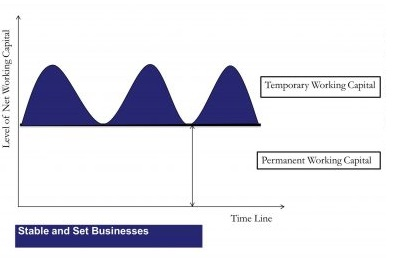 Level of Net Working Capital
Temporary Working Capital
Permanent Working Capital
Time Line
Stable and Set Businesses